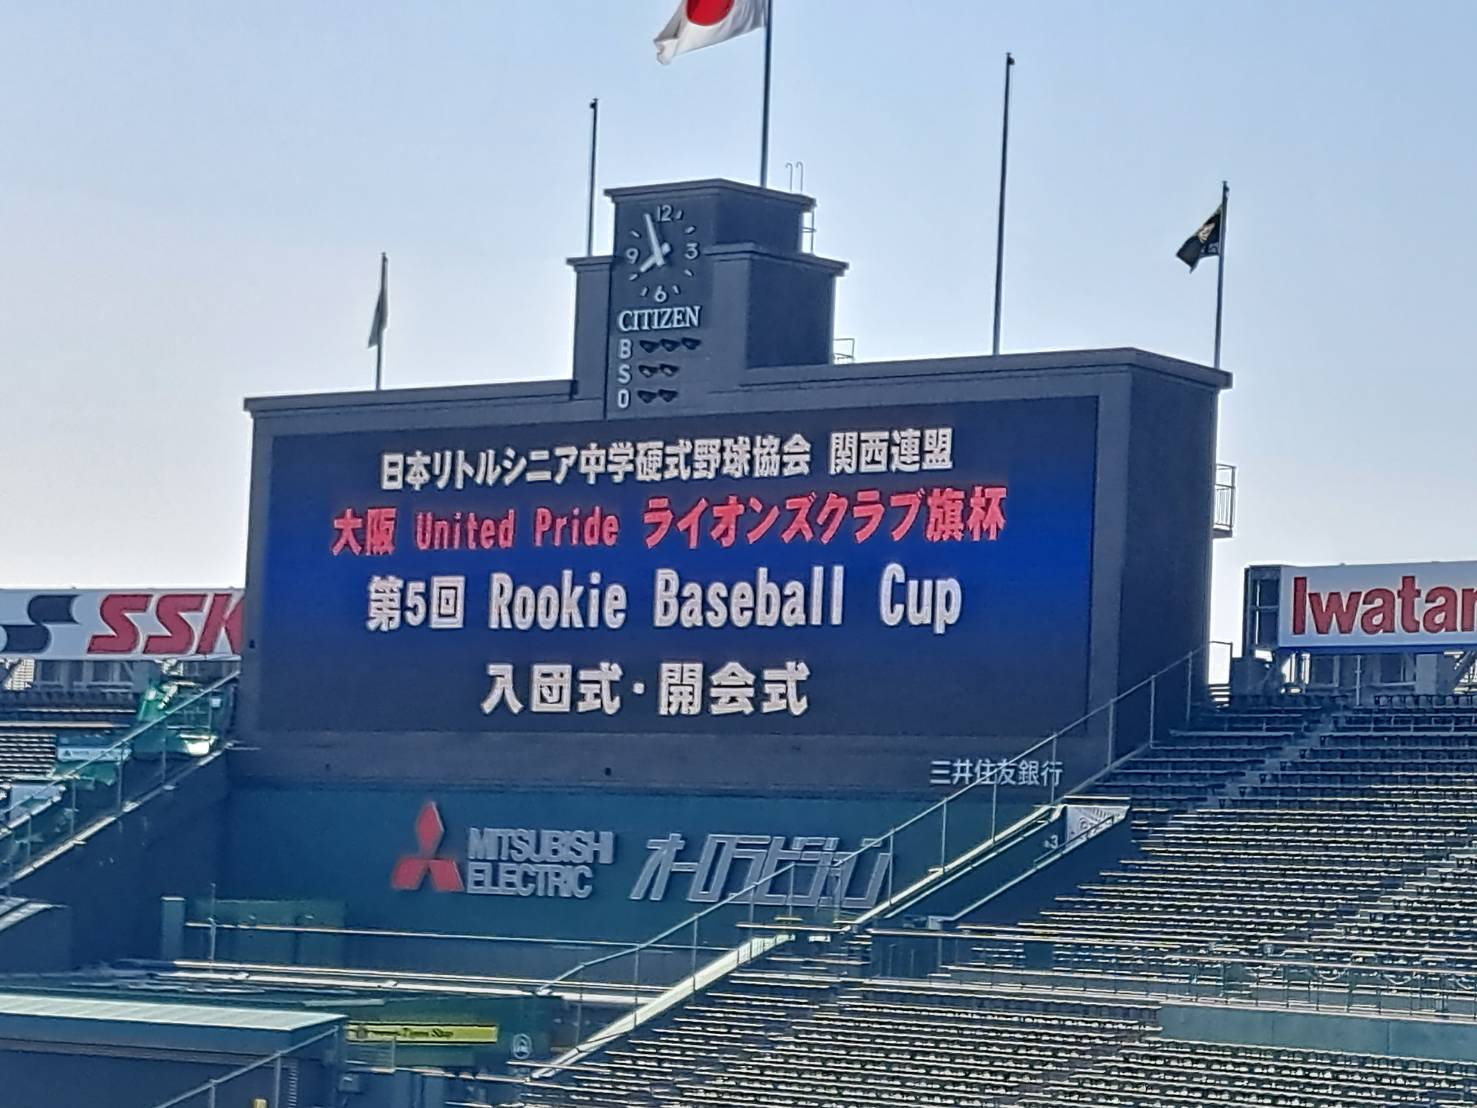 12
9 3
6
CITIZEN
B
S
O
日本リトルシニア中学硬式野球協会 関西連盟
大阪 United Pride ライオンズクラブ旗杯
第5回 Rookie Baseball Cup
入団式・開会式
SSK
Iwatan
三井住友銀行
MITSUBISHI ELECTRIC
オーロラビジョン
3